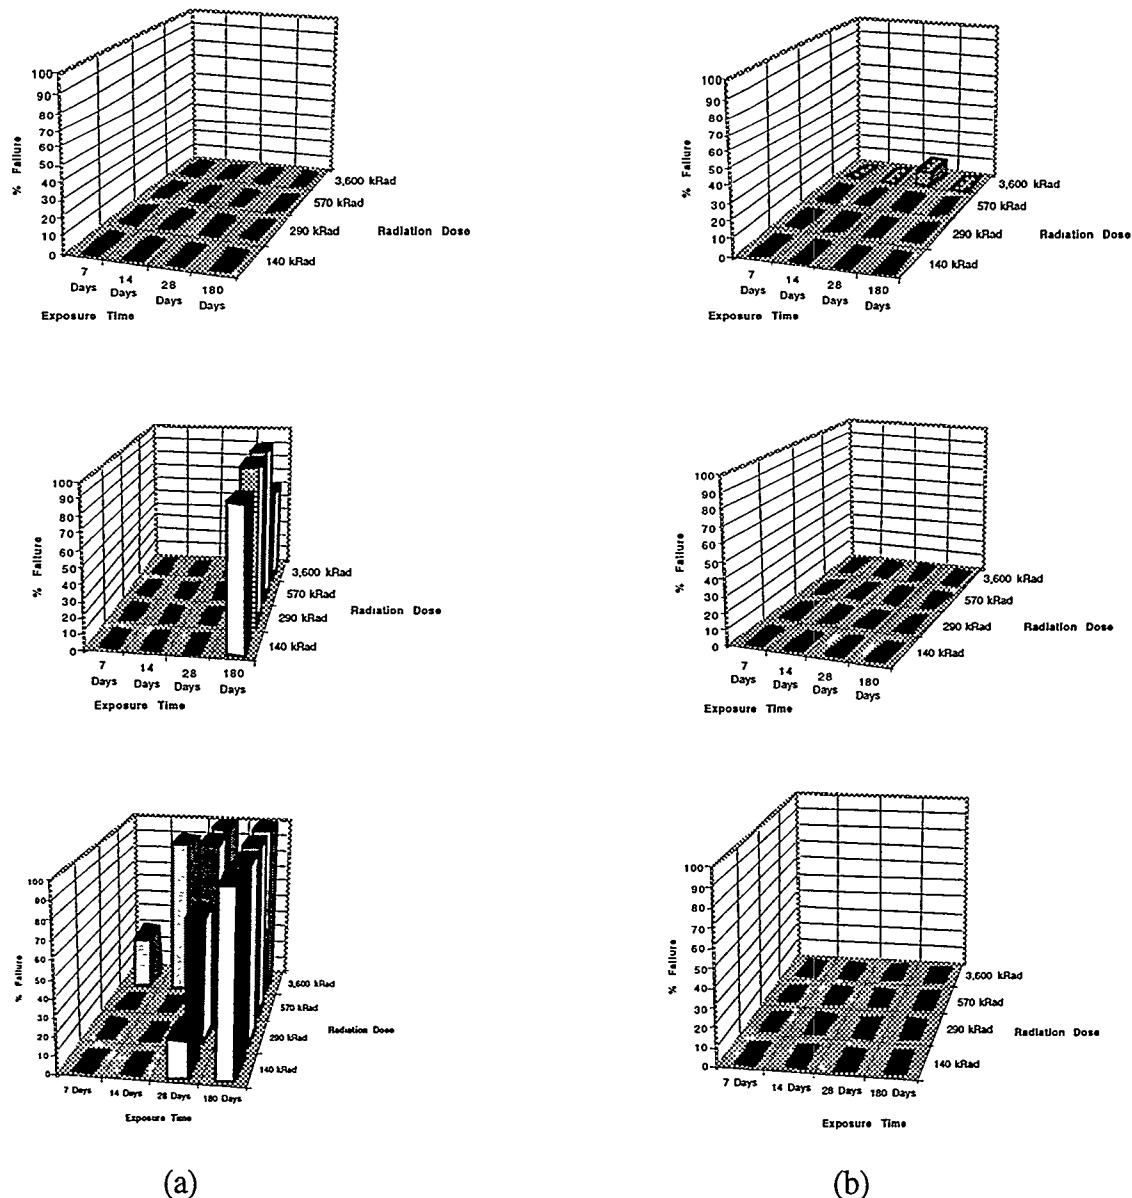 100
90
80
70
60
50
40
30
20
10
0
% Failure
7 Days
14 Days
28 Days
180 Days
Exposure Time
3,600 kRad
570 kRad
290 kRad
140 kRad
Radiation Dose
100
90
80
70
60
50
40
30
20
10
0
% Failure
7 Days
14 Days
28 Days
180 Days
Exposure Time
3,600 kRad
570 kRad
290 kRad
140 kRad
Radiation Dose
100
90
80
70
60
50
40
30
20
10
0
% Failure
7 Days
14 Days
28 Days
180 Days
Exposure Time
3,600 kRad
570 kRad
290 kRad
140 kRad
Radiation Dose
100
90
80
70
60
50
40
30
20
10
0
% Failure
7 Days
14 Days
28 Days
180 Days
Exposure Time
3,600 kRad
570 kRad
290 kRad
140 kRad
Radiation Dose
100
90
80
70
60
50
40
30
20
10
0
% Failure
7 Days
14 Days
28 Days
180 Days
Exposure Time
3,600 kRad
570 kRad
290 kRad
140 kRad
Radiation Dose
100
90
80
70
60
50
40
30
20
10
0
% Failure
7 Days
14 Days
28 Days
180 Days
Exposure Time
3,600 kRad
570 kRad
290 kRad
140 kRad
Radiation Dose
(a)
(b)